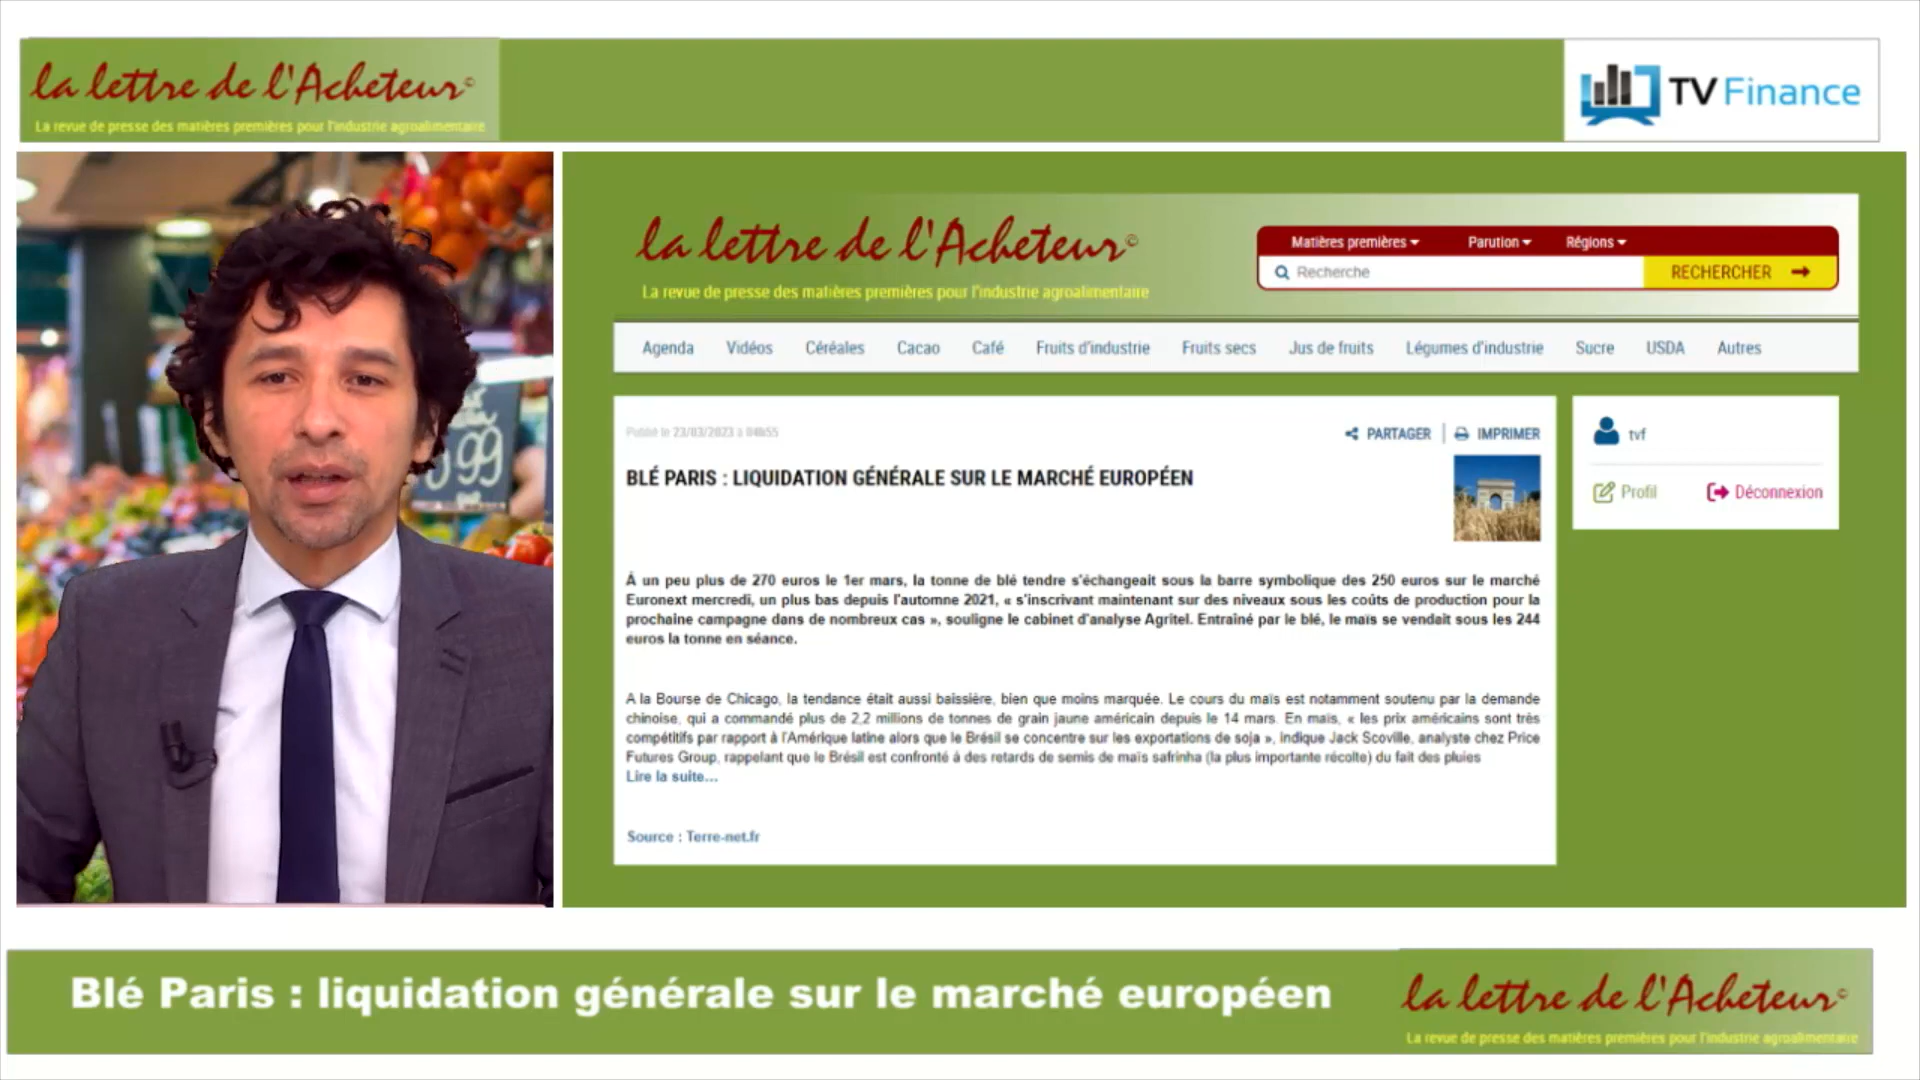 la lettre de l'Acheteur©
La revue de presse des matières premières pour l'industrie agroalimentaire
TV Finance
99
la lettre de l'Acheteur©
La revue de presse des matières premières pour l'industrie agroalimentaire
Matières premières Parution Régions
Recherche
RECHERCHER
Agenda Vidéos Céréales Cacao Café Fruits d'industrie Fruits secs Jus de fruits Légumes d'industrie Sucre USDA Autres
Publié le 23/03/2023 à 04h55
PARTAGER IMPRIMER
BLÉ PARIS : LIQUIDATION GÉNÉRALE SUR LE MARCHÉ EUROPÉEN
À un peu plus de 270 euros le 1er mars, la tonne de blé tendre s'échangeait sous la barre symbolique des 250 euros sur le marché
Euronext mercredi, un plus bas depuis l'automne 2021, « s'inscrivant maintenant sur des niveaux sous les coûts de production pour la
prochaine campagne dans de nombreux cas », souligne le cabinet d'analyse Agritel. Entraîné par le blé, le maïs se vendait sous les 244
euros la tonne en séance.
A la Bourse de Chicago, la tendance était aussi baissière, bien que moins marquée. Le cours du maïs est notamment soutenu par la demande
chinoise, qui a commandé plus de 2,2 millions de tonnes de grain jaune américain depuis le 14 mars. En maïs, « les prix américains sont très
compétitifs par rapport à l'Amérique latine alors que le Brésil se concentre sur les exportations de soja », indique Jack Scoville, analyste chez Price
Futures Group, rappelant que le Brésil est confronté à des retards de semis de maïs safrinha (la plus importante récolte) du fait des pluies
Lire la suite...
Source : Terre-net.fr
tvf
Profil Déconnexion
Blé Paris : liquidation générale sur le marché européen
la lettre de l'Acheteur©
La revue de presse des matières premières pour l'industrie agroalimentaire